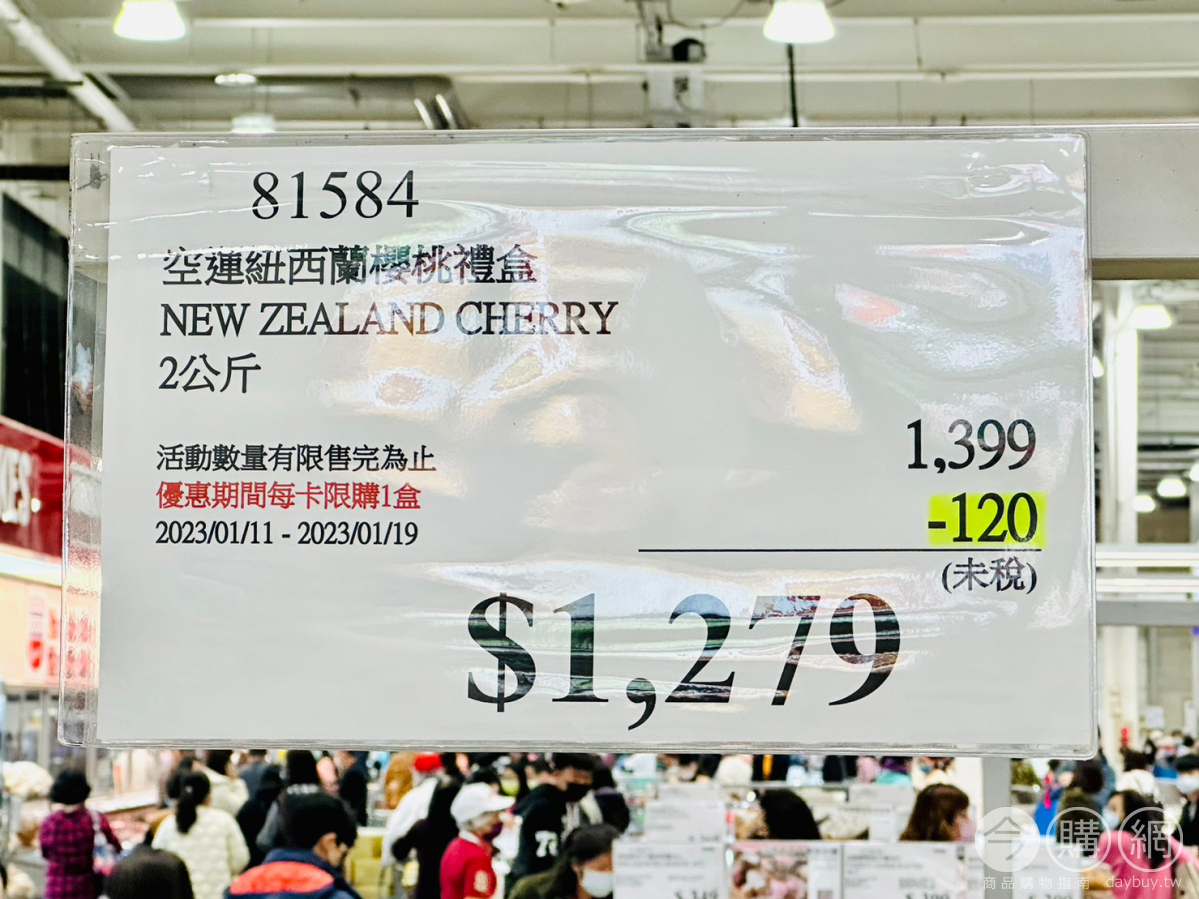 81584
空運紐西蘭櫻桃禮盒
NEW ZEALAND CHERRY
2公斤
活動數量有限售完為止
優惠期間每卡限購1盒
2023/01/11 - 2023/01/19
1,399
-120
(未稅)
$1,279
今購網
商品購物指南 daybuy.tw